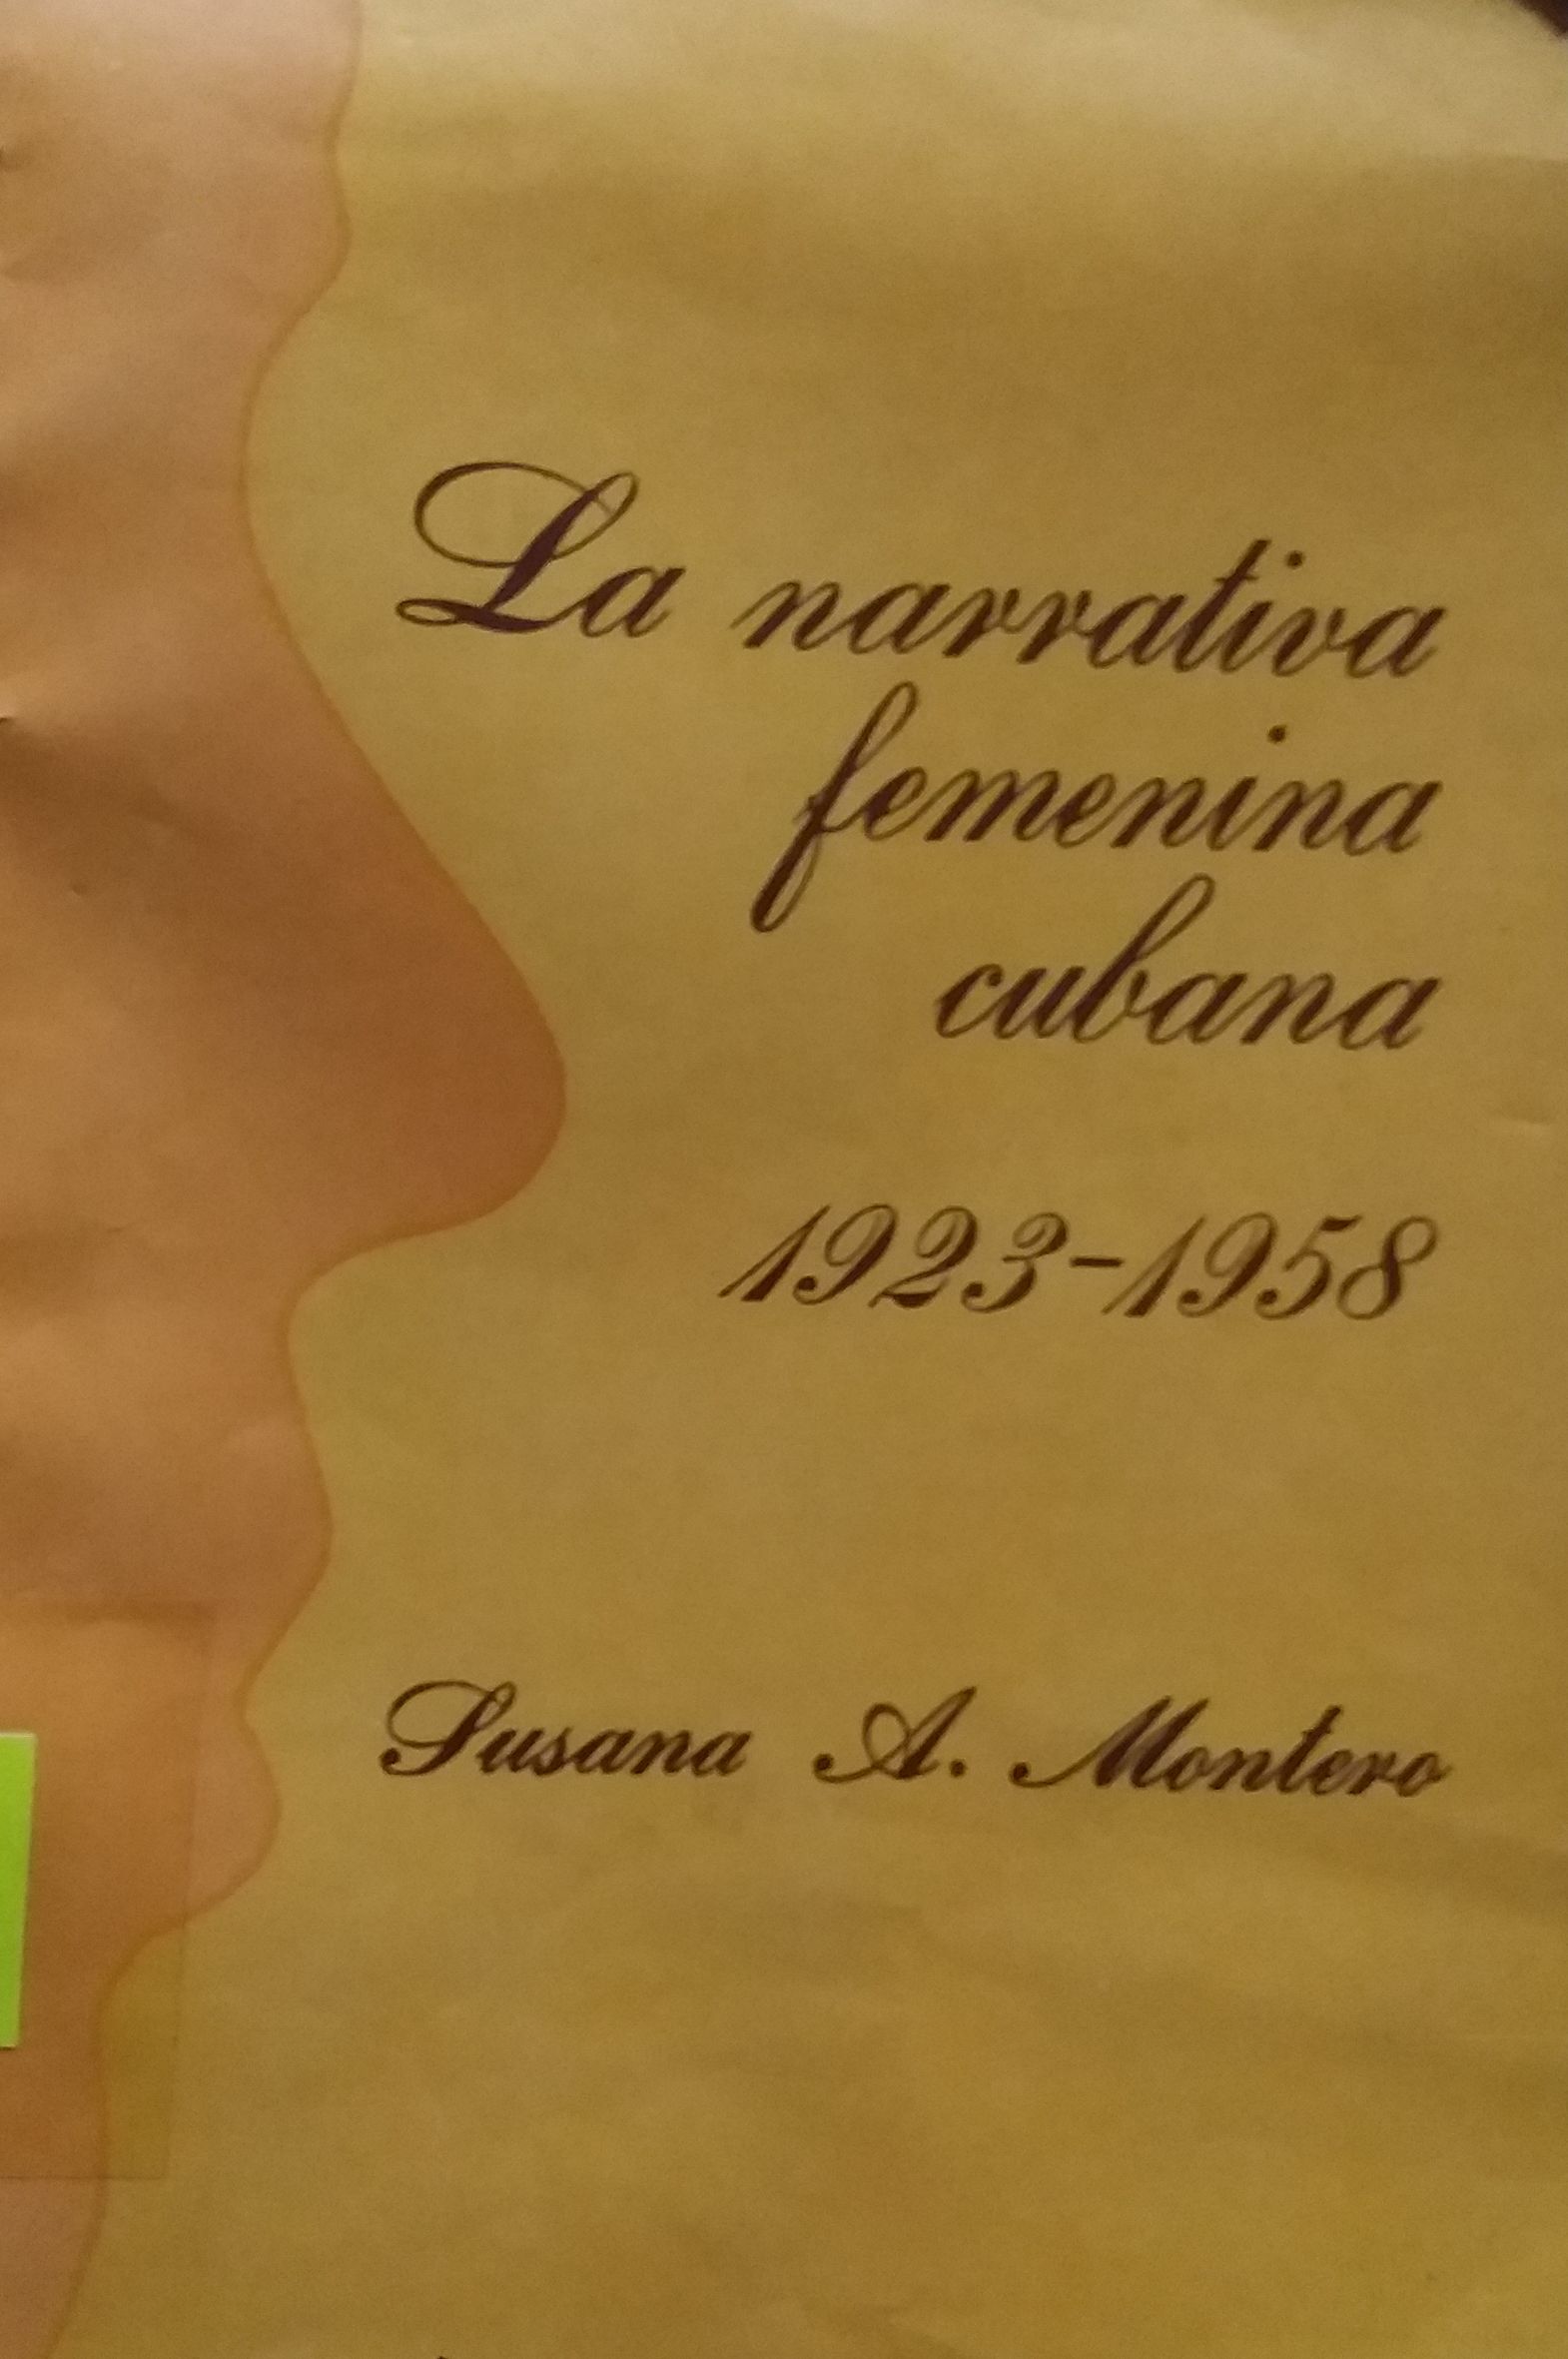 La narrativa
femenina
cubana
1923-1958
Susana A. Montero